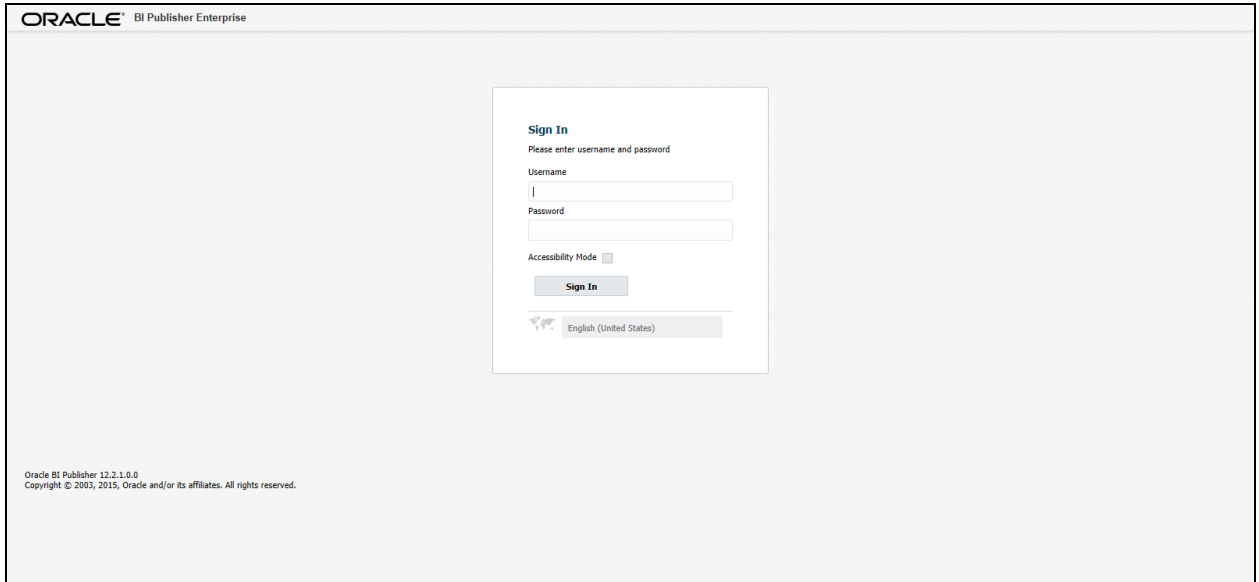 ORACLE® BI Publisher Enterprise
Sign In
Please enter username and password
Username
Password
Accessibility Mode
Sign In
English (United States)
Oracle BI Publisher 12.2.1.0.0
Copyright © 2003, 2015, Oracle and/or its affiliates. All rights reserved.